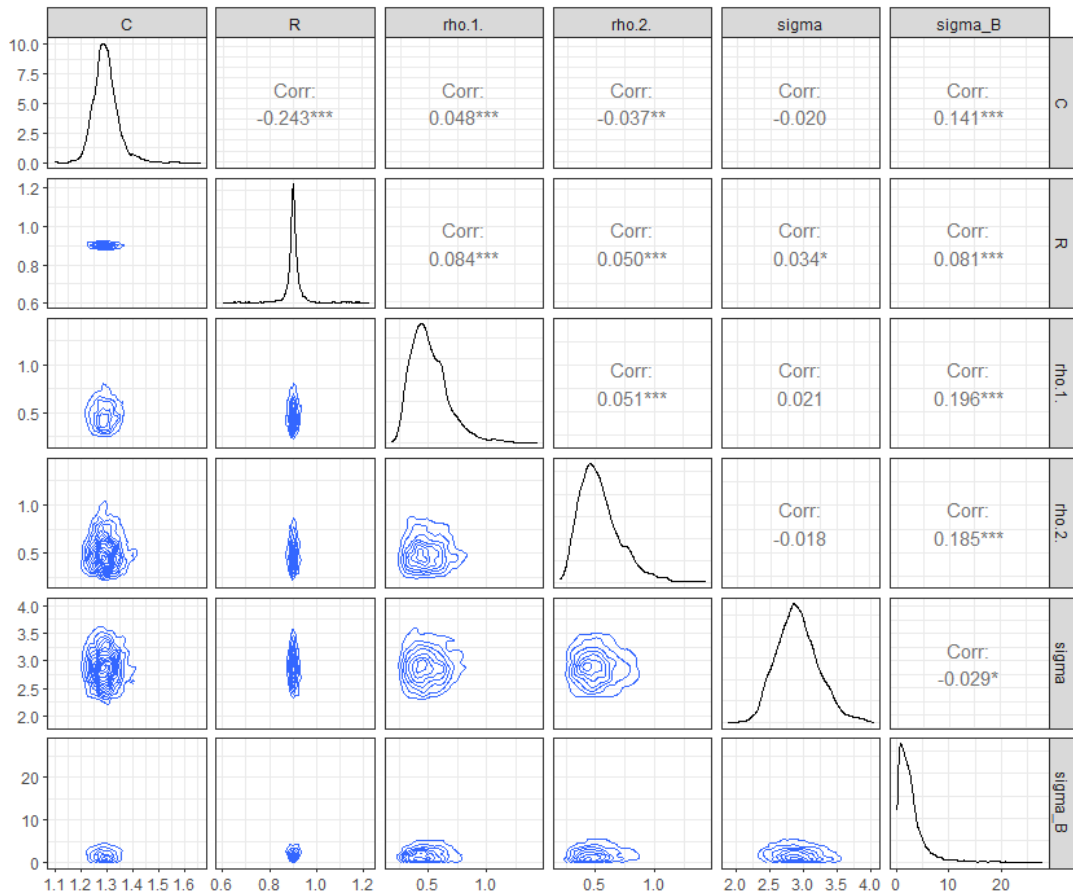 C R rho.1. rho.2. sigma sigma_B
10.0
7.5
5.0
2.5
0.0
Corr:
-0.243***
Corr:
0.048***
Corr:
-0.037**
Corr:
-0.020
Corr:
0.141***
C
1.2
1.0
0.8
0.6
Corr:
0.084***
Corr:
0.050***
Corr:
0.034*
Corr:
0.081***
R
1.0
0.5
Corr:
0.051***
Corr:
0.021
Corr:
0.196***
rho.1.
1.0
0.5
Corr:
-0.018
Corr:
0.185***
rho.2.
4.0
3.5
3.0
2.5
2.0
Corr:
-0.029*
sigma
20
10
0
sigma_B
1.1 1.2 1.3 1.4 1.5 1.6 0.6 0.8 1.0 1.2 0.5 1.0 0.5 1.0 2.0 2.5 3.0 3.5 4.0 0 10 20